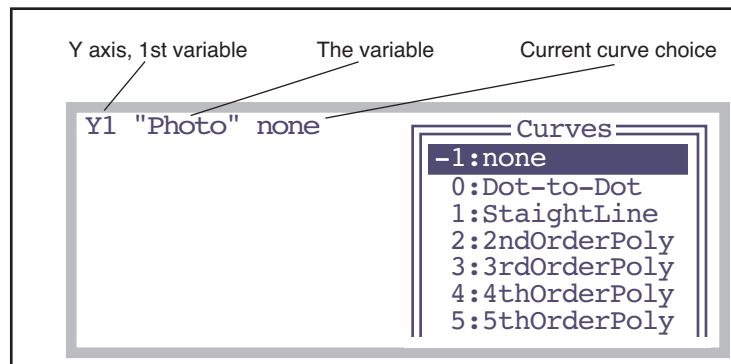 Y axis, 1st variable The variable Current curve choice
Y1 "Photo" none
Curves
-1:none
0:Dot-to-Dot
1:StaightLine
2:2ndOrderPoly
3:3rdOrderPoly
4:4thOrderPoly
5:5thOrderPoly